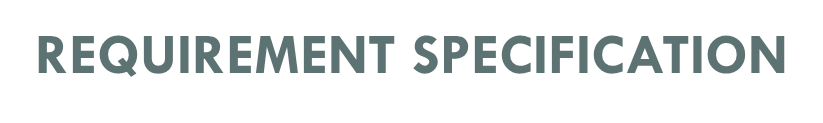 REQUIREMENT SPECIFICATION